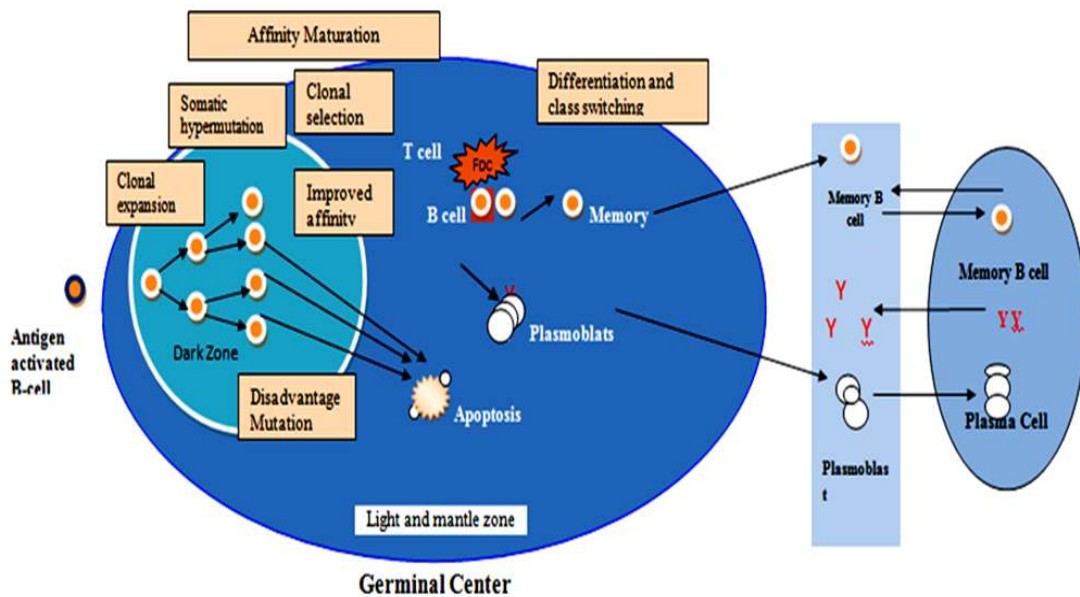 Affinity Maturation
Somatic
hypermutation
Clonal
selection
Differentiation and
class switching
Clonal
expansion
Improved
affinity
T cell
FDC
B cell
Memory
Antigen
activated
B-cell
Dark Zone
Plasmoblats
Disadvantage
Mutation
Apoptosis
Light and mantle zone
Germinal Center
Memory B
cell
Y
Y Y
Plasmoblas
t
Memory B cell
YY
Plasma Cell